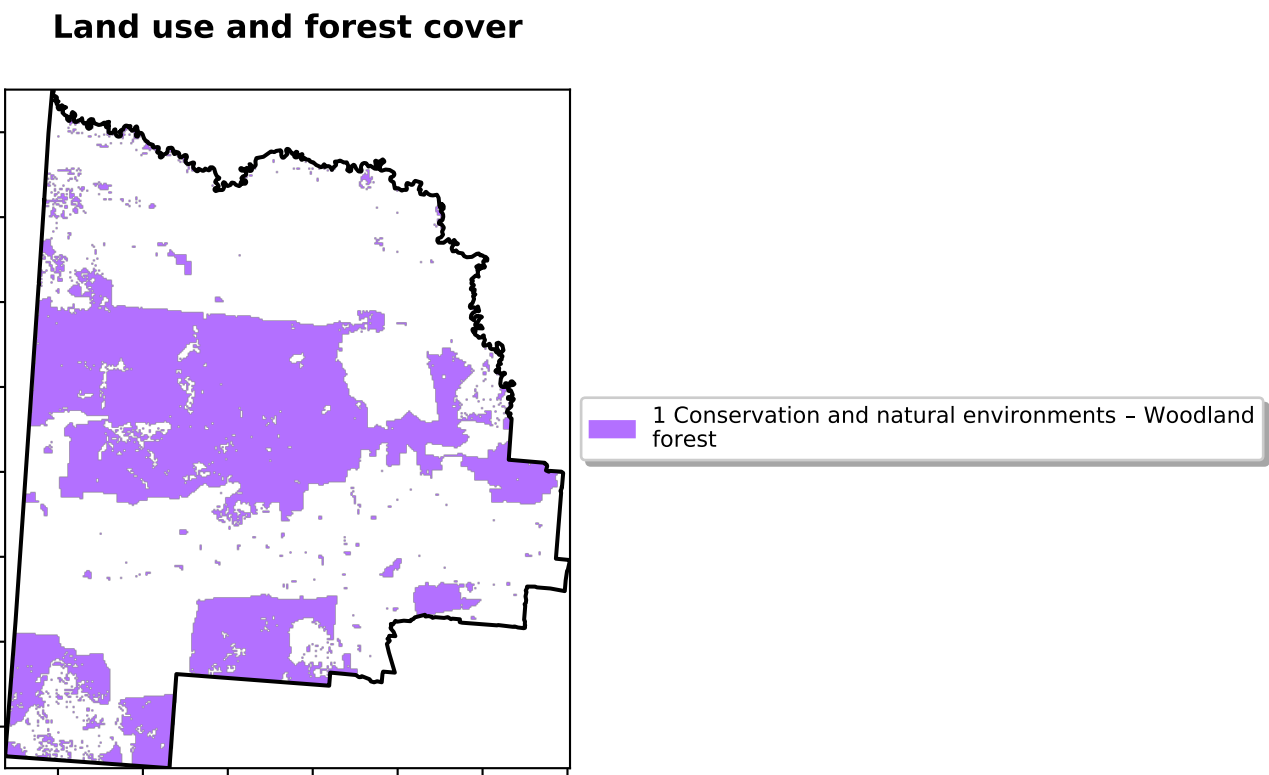 Land use and forest cover
1 Conservation and natural environments – Woodland
forest